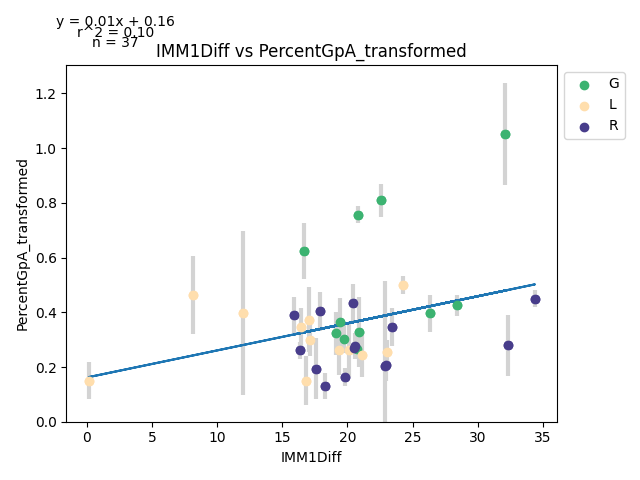 y = 0.01x + 0.16
r^2 = 0.10
n = 37
IMM1Diff vs PercentGpA_transformed
G
L
R
PercentGpA_transformed
1.2
1.0
0.8
0.6
0.4
0.2
0.0
0 5 10 15 20 25 30 35
IMM1Diff